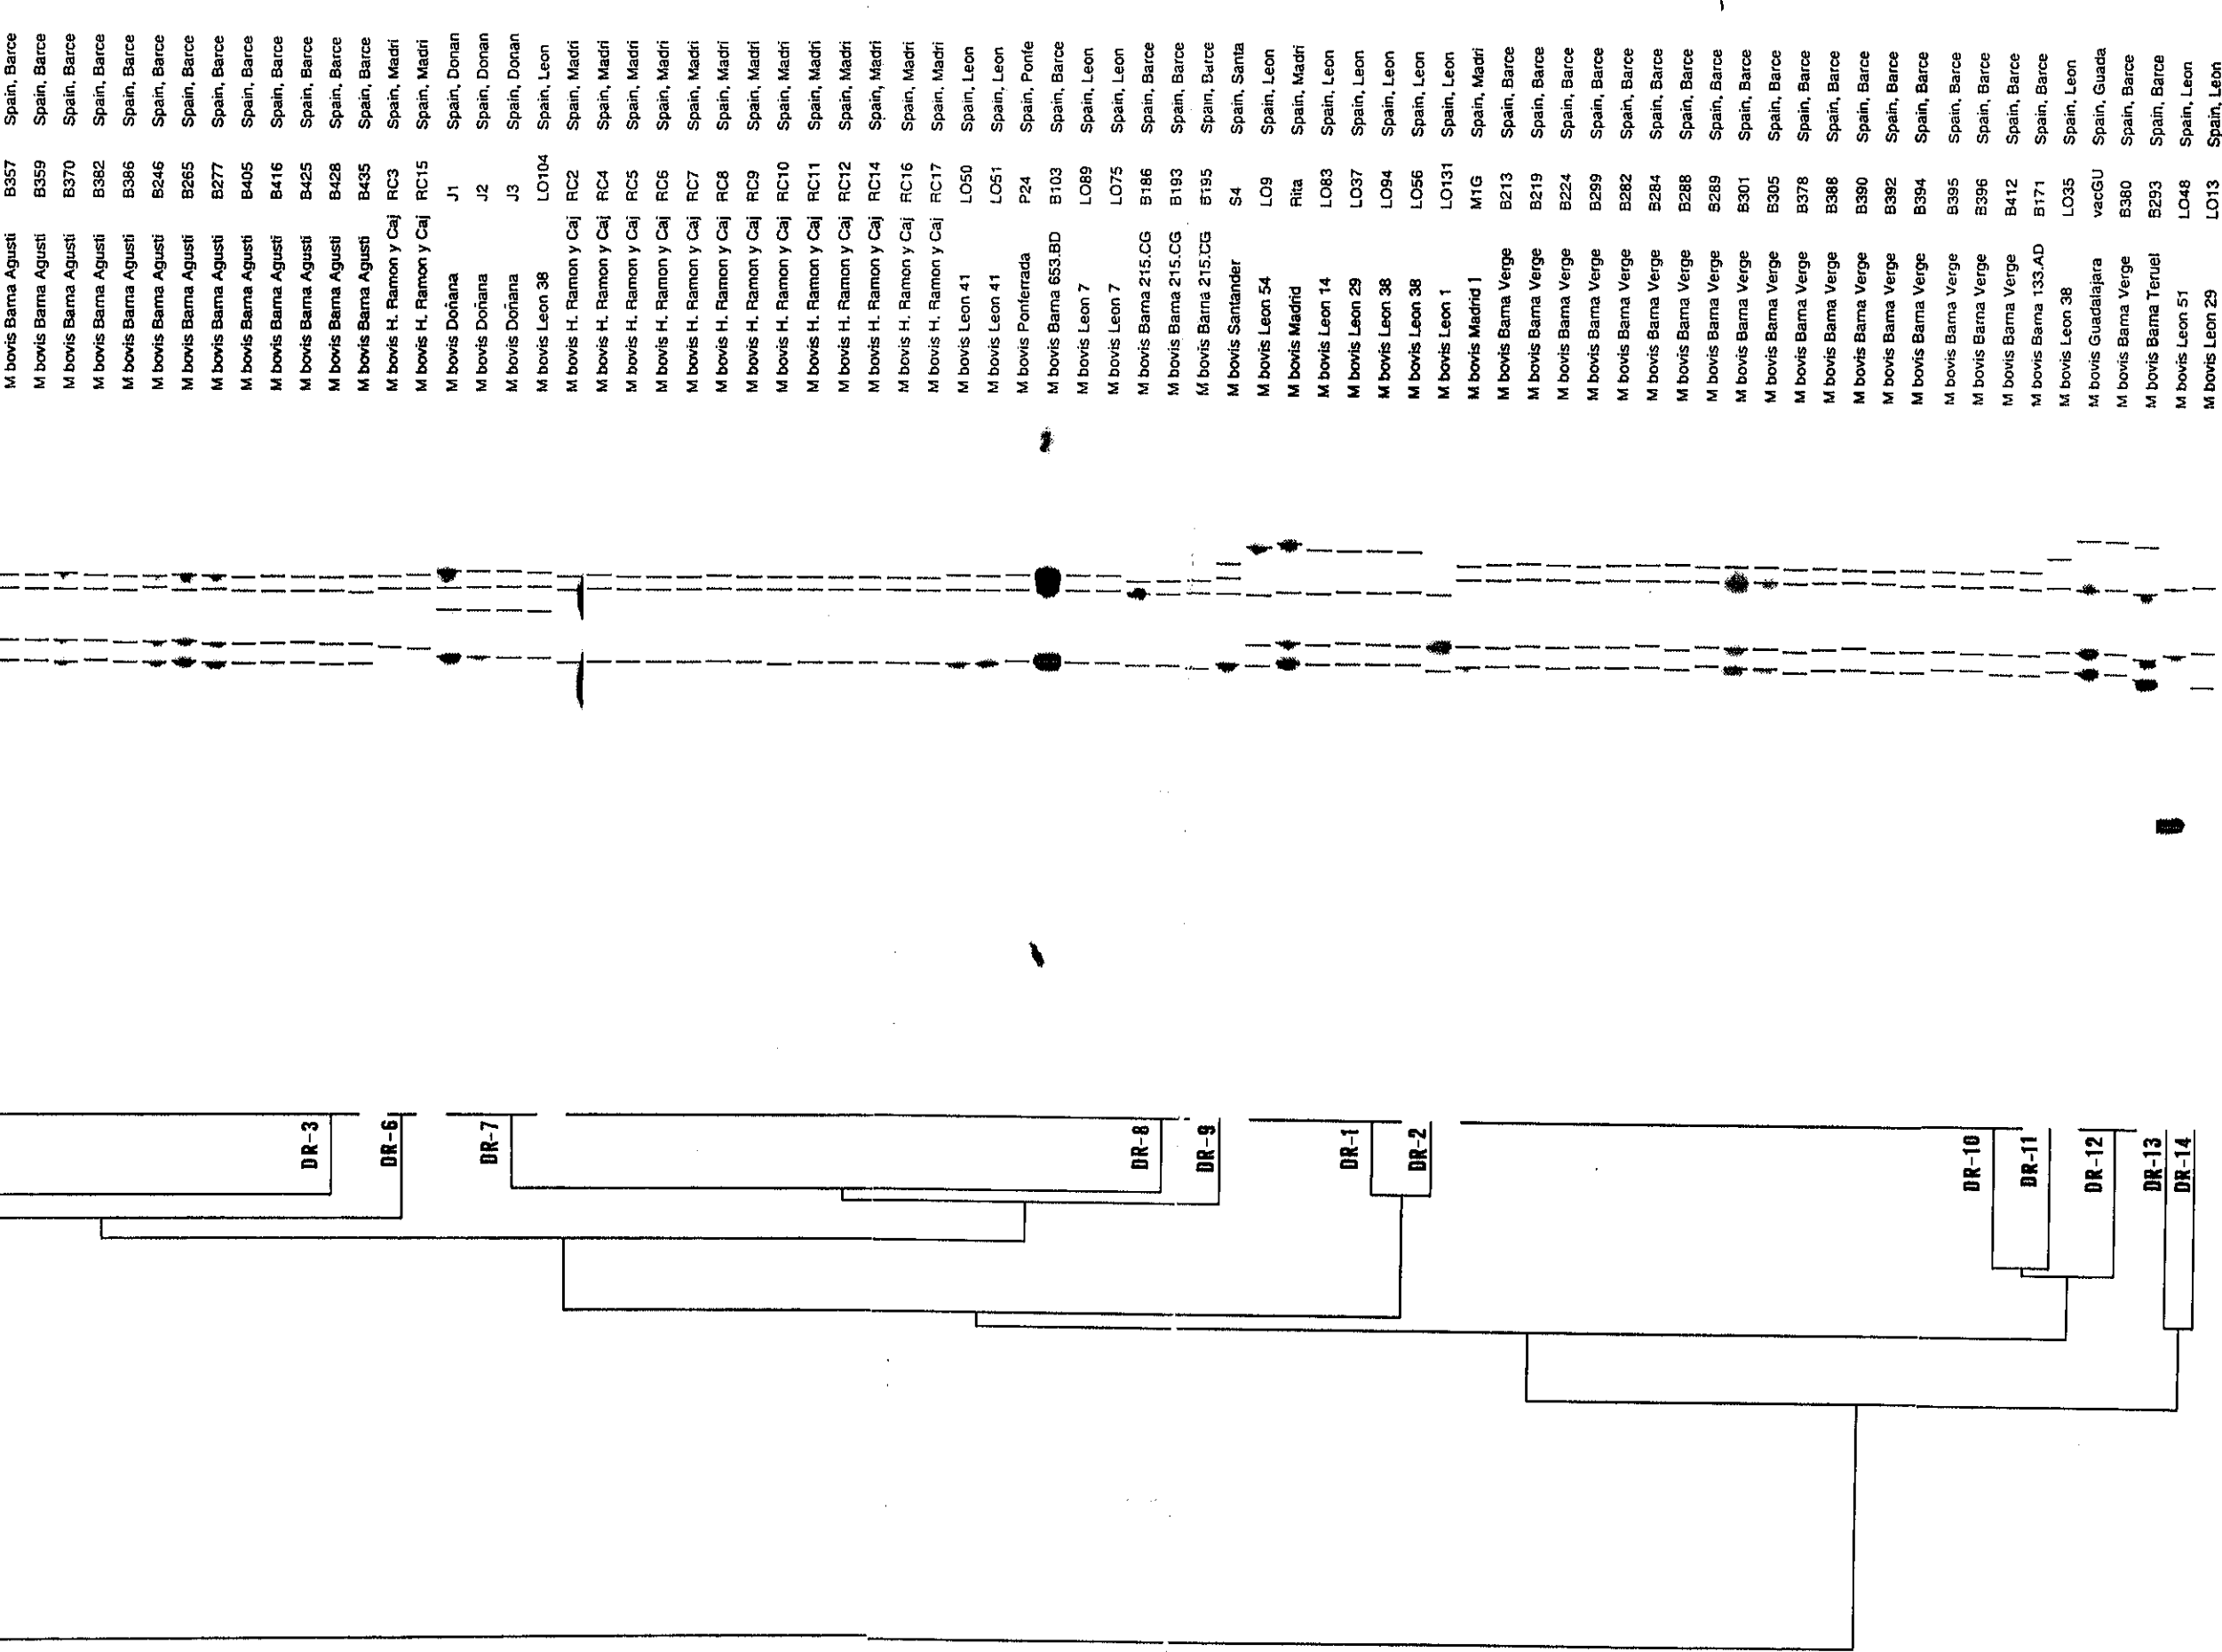 M bovis Barna Agusti B357 Spain, Barce
M bovis Barna Agusti B359 Spain, Barce
M bovis Barna Agusti B370 Spain, Barce
M bovis Barna Agusti B382 Spain, Barce
M bovis Barna Agusti B386 Spain, Barce
M bovis Barna Agusti B246 Spain, Barce
M bovis Barna Agusti B265 Spain, Barce
M bovis Barna Agusti B277 Spain, Barce
M bovis Barna Agusti B405 Spain, Barce
M bovis Barna Agusti B416 Spain, Barce
M bovis Barna Agusti B425 Spain, Barce
M bovis Barna Agusti B428 Spain, Barce
M bovis Barna Agusti B435 Spain, Barce
M bovis H. Ramon y Caj RC3 Spain, Madri
M bovis H. Ramon y Caj RC15 Spain, Madri
M bovis Doñana J1 Spain, Donan
M bovis Doñana J2 Spain, Donan
M bovis Doñana J3 Spain, Donan
M bovis Leon 38 LO104 Spain, Leon
M bovis H. Ramon y Caj RC2 Spain, Madri
M bovis H. Ramon y Caj RC4 Spain, Madri
M bovis H. Ramon y Caj RC5 Spain, Madri
M bovis H. Ramon y Caj RC6 Spain, Madri
M bovis H. Ramon y Caj RC7 Spain, Madri
M bovis H. Ramon y Caj RC8 Spain, Madri
M bovis H. Ramon y Caj RC9 Spain, Madri
M bovis H. Ramon y Caj RC10 Spain, Madri
M bovis H. Ramon y Caj RC11 Spain, Madri
M bovis H. Ramon y Caj RC12 Spain, Madri
M bovis H. Ramon y Caj RC14 Spain, Madri
M bovis H. Ramon y Caj RC16 Spain, Madri
M bovis H. Ramon y Caj RC17 Spain, Madri
M bovis Leon 41 LO50 Spain, Leon
M bovis Leon 41 LO51 Spain, Leon
M bovis Ponferrada P24 Spain, Ponfe
M bovis Barna 653.BD B103 Spain, Barce
M bovis Leon 7 LO89 Spain, Leon
M bovis Leon 7 LO75 Spain, Leon
M bovis Barna 215.CG B186 Spain, Barce
M bovis Barna 215.CG B193 Spain, Barce
M bovis Barna 215.CG B195 Spain, Barce
M bovis Santander S4 Spain, Santa
M bovis Leon 54 LO9 Spain, Leon
M bovis Madrid Rita Spain, Madri
M bovis Leon 14 LO83 Spain, Leon
M bovis Leon 29 LO37 Spain, Leon
M bovis Leon 38 LO94 Spain, Leon
M bovis Leon 38 LO56 Spain, Leon
M bovis Leon 1 LO131 Spain, Leon
M bovis Madrid 1 M1G Spain, Madri
M bovis Barna Verge B213 Spain, Barce
M bovis Barna Verge B219 Spain, Barce
M bovis Barna Verge B224 Spain, Barce
M bovis Barna Verge B299 Spain, Barce
M bovis Barna Verge B282 Spain, Barce
M bovis Barna Verge B284 Spain, Barce
M bovis Barna Verge B288 Spain, Barce
M bovis Barna Verge B289 Spain, Barce
M bovis Barna Verge B301 Spain, Barce
M bovis Barna Verge B305 Spain, Barce
M bovis Barna Verge B378 Spain, Barce
M bovis Barna Verge B388 Spain, Barce
M bovis Barna Verge B390 Spain, Barce
M bovis Barna Verge B392 Spain, Barce
M bovis Barna Verge B394 Spain, Barce
M bovis Barna Verge B395 Spain, Barce
M bovis Barna Verge B396 Spain, Barce
M bovis Barna Verge B412 Spain, Barce
M bovis Barna 133.AD B171 Spain, Barce
M bovis Leon 38 LO35 Spain, Leon
M bovis Guadalajara vacGU Spain, Guada
M bovis Barna Verge B380 Spain, Barce
M bovis Barna Teruel B293 Spain, Barce
M bovis Leon 51 LO48 Spain, Leon
M bovis Leon 29 LO13 Spain, Leon
DR-3
DR-6
DR-7
DR-8
DR-9
DR-1
DR-2
DR-10
DR-11
DR-12
DR-13
DR-14